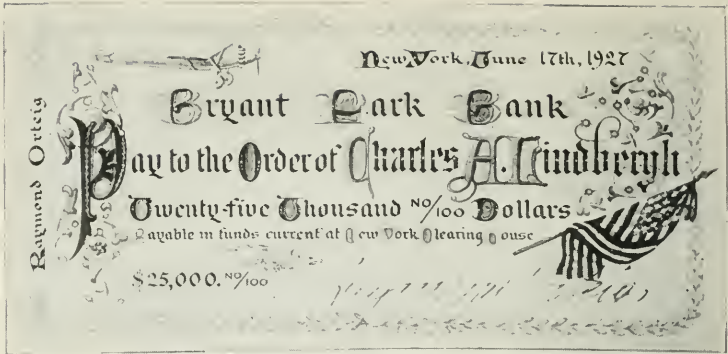 New York, June 17th, 1927
Bryant Park Bank
Pay to the Order of Charles A. Lindbergh
Twenty-five Thousand No/100 Dollars
Payable in funds current at New York Clearing House
$25,000. No/100
Raymond Orteig